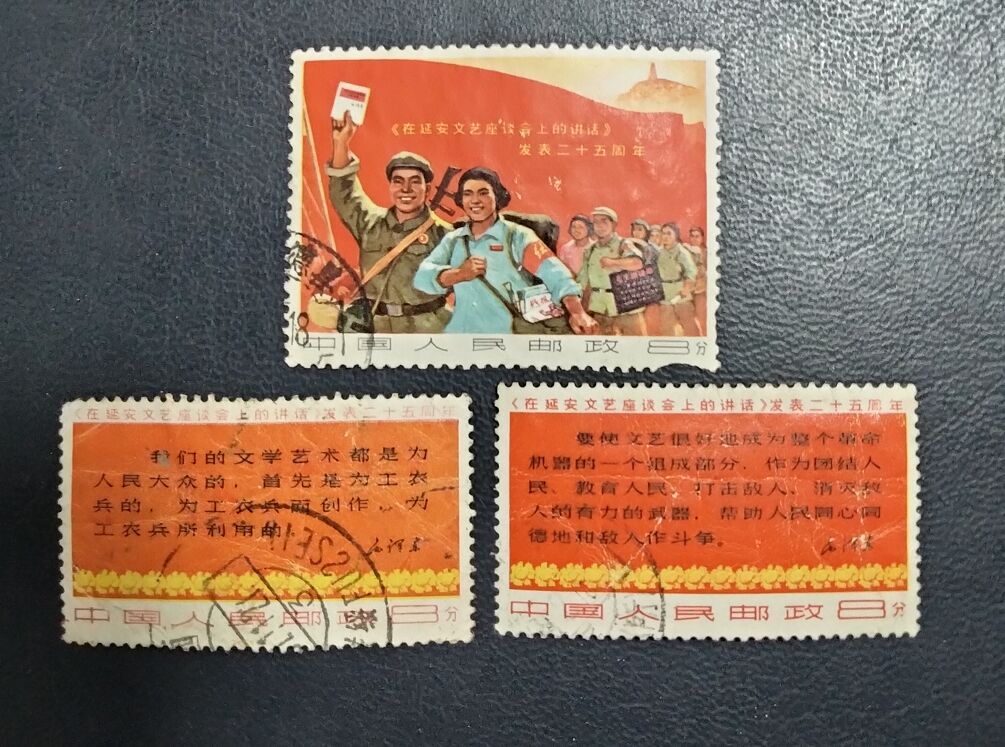 《在延安文艺座谈会上的讲话》
发表二十五周年
中国人民邮政 8分
《在延安文艺座谈会上的讲话》发表二十五周年
我们的文学艺术都是为
人民大众的，首先是为工农
兵的，为工农兵而创作，为
工农兵所利用的。
毛泽东
中国人民邮政 8分
《在延安文艺座谈会上的讲话》发表二十五周年
要使文艺很好地成为整个革命
机器的一个组成部分，作为团结人
民、教育人民、打击敌人、消灭敌
人的有力的武器，帮助人民同心同
德地和敌人作斗争。
毛泽东
中国人民邮政 8分